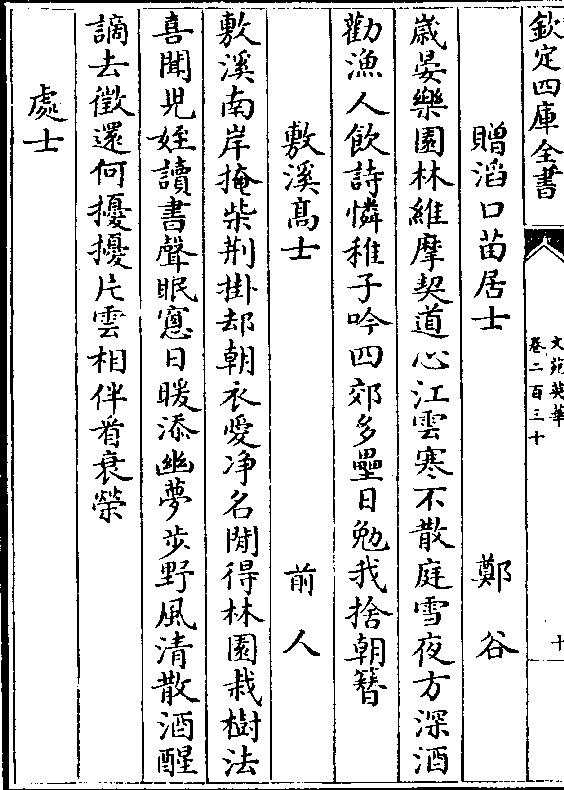 欽定四庫全書
文苑英華
卷二百三十
十
贈滔口苗居士　鄭谷
歲晏樂園林維摩契道心江雲寒不散庭雪夜方深酒
勸漁人飲詩憐稚子吟四郊多壘日勉我捨朝簪
敷溪髙士　前人
敷溪南岸掩柴荆掛却朝衣愛净名閒得林園栽樹法
喜聞兒姪讀書聲眠窻日暖添幽夢步野風清散酒酲
謫去徵還何擾擾片雲相伴看衰榮
處士